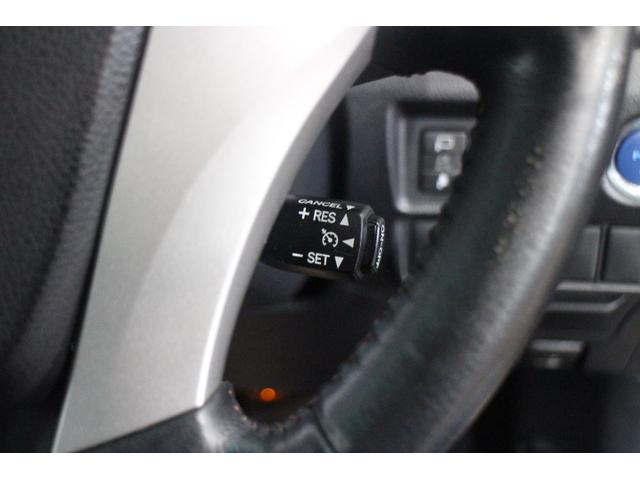 CANCEL
+ RES ▲
◀
− SET ▼
ON-OFF